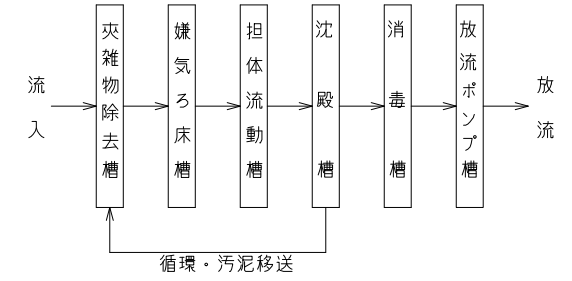 流入
夾雑物除去槽
嫌気ろ床槽
担体流動槽
沈殿槽
消毒槽
放流ポンプ槽
放流
循環・汚泥移送